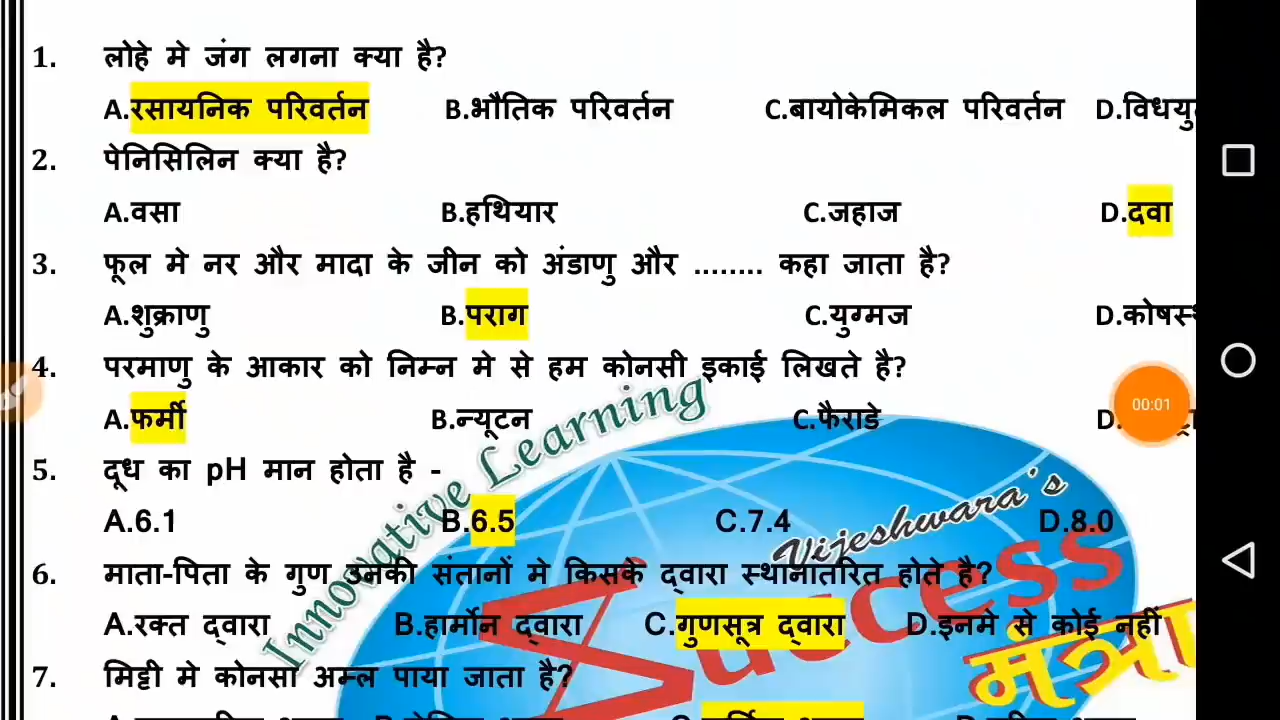 1. लोहे मे जंग लगना क्या है?
A.रसायनिक परिवर्तन B.भौतिक परिवर्तन C.बायोकेमिकल परिवर्तन
2. पेनिसिलिन क्या है?
A.वसा B.हथियार C.जहाज D.दवा
3. फूल मे नर और मादा के जीन को अंडाणु और ........ कहा जाता है?
A.शुक्राणु B.पराग C.युग्मज
4. परमाणु के आकार को निम्न मे से हम कोनसी इकाई लिखते है?
A.फर्मी B.न्यूटन C.फैराडे D.
00:01
5. दूध का pH मान होता है -
A.6.1 B.6.5 C.7.4 D.8.0
6. माता-पिता के गुण उनकी संतानों मे किसके द्वारा स्थानातरित होते है?
A.रक्त द्वारा B.हार्मोन द्वारा C.गुणसूत्र द्वारा D.इनमे से कोई नहीं
7. मिट्टी मे कोनसा अम्ल पाया जाता है?
Innovative Learning
Vijeshwara's
Success
मंत्रा